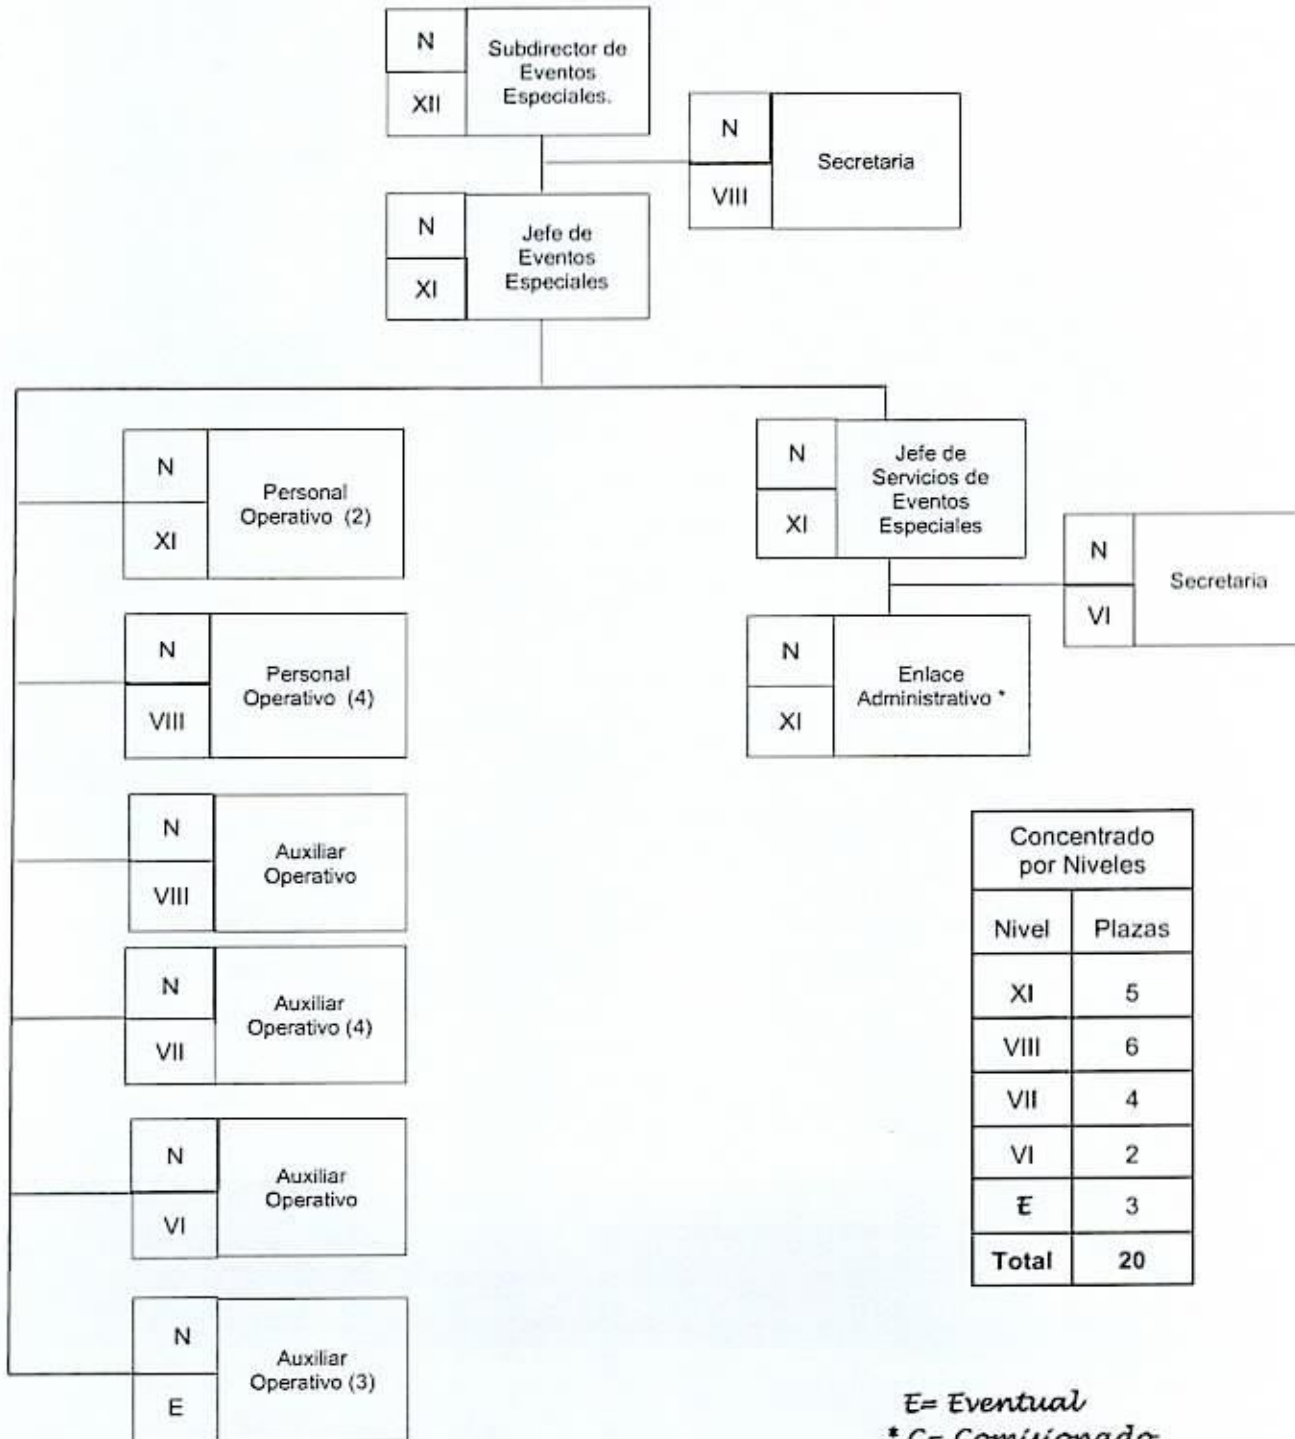 N
XII
Subdirector de
Eventos
Especiales.
N
VIII
Secretaria
N
XI
Jefe de
Eventos
Especiales
N
XI
Personal
Operativo (2)
N
XI
Jefe de
Servicios de
Eventos
Especiales
N
VI
Secretaria
N
VIII
Personal
Operativo (4)
N
XI
Enlace
Administrativo *
N
VIII
Auxiliar
Operativo
N
VII
Auxiliar
Operativo (4)
N
VI
Auxiliar
Operativo
N
E
Auxiliar
Operativo (3)
Concentrado
por Niveles
Nivel Plazas
XI 5
VIII 6
VII 4
VI 2
E 3
Total 20
E= Eventual
* C= Comisionado